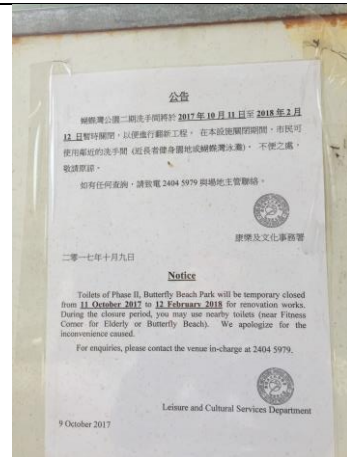 公告
蝴蝶灣公園二期洗手間將於 2017 年 10 月 11 日至 2018 年 2 月
12 日暫時關閉，以便進行翻新工程。在本設施關閉期間，市民可
使用鄰近的洗手間 (近長者健身園地或蝴蝶灣泳灘)。不便之處，
敬請原諒。
如有任何查詢，請致電 2404 5979 與場地主管聯絡。
康樂及文化事務署
二零一七年十月九日
Notice
Toilets of Phase II, Butterfly Beach Park will be temporary closed
from 11 October 2017 to 12 February 2018 for renovation works.
During the closure period, you may use nearby toilets (near Fitness
Corner for Elderly or Butterfly Beach). We apologize for the
inconvenience caused.
For enquiries, please contact the venue in-charge at 2404 5979.
Leisure and Cultural Services Department
9 October 2017